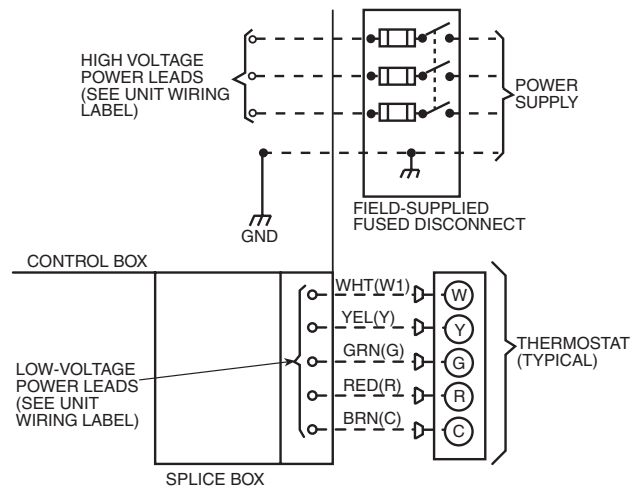 HIGH VOLTAGE
POWER LEADS
(SEE UNIT WIRING
LABEL)
POWER
SUPPLY
GND
FIELD-SUPPLIED
FUSED DISCONNECT
CONTROL BOX
WHT(W1)
W
YEL(Y)
Y
GRN(G)
G
RED(R)
R
BRN(C)
C
THERMOSTAT
(TYPICAL)
LOW-VOLTAGE
POWER LEADS
(SEE UNIT
WIRING LABEL)
SPLICE BOX